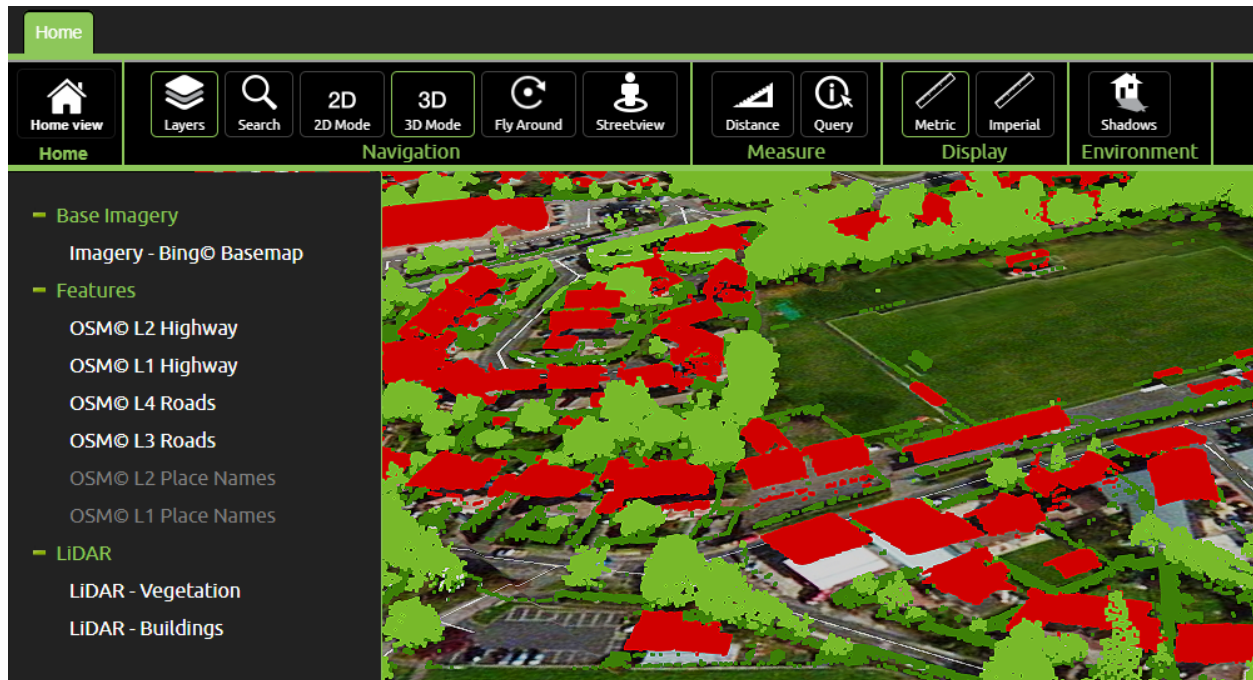 Home
Home view
Layers
Search
2D
2D Mode
3D
3D Mode
Fly Around
Streetview
Distance
Query
Metric
Imperial
Shadows
Home
Navigation
Measure
Display
Environment
Base Imagery
Imagery - Bing© Basemap
Features
OSM© L2 Highway
OSM© L1 Highway
OSM© L4 Roads
OSM© L3 Roads
OSM© L2 Place Names
OSM© L1 Place Names
LiDAR
LiDAR - Vegetation
LiDAR - Buildings